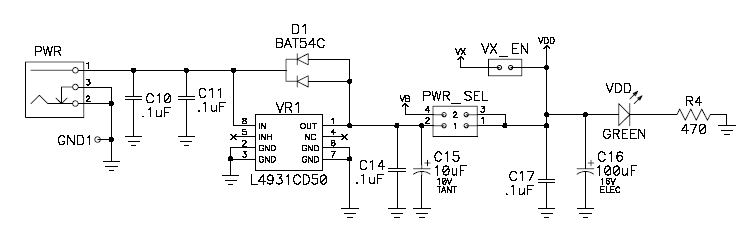 D1
BAT54C
PWR
VX
VX_EN
VDD
1
3
2
C10
.1uF
C11
.1uF
VB
PWR_SEL
VDD
R4
VR1
4 2 3
2 1 1
8 IN OUT 1
5 INH NC 4
2 GND GND 6
3 GND GND 7
GND1
GREEN
470
L4931CD50
C14
.1uF
C15
10uF
10V
TANT
C17
.1uF
C16
100uF
16V
ELEC